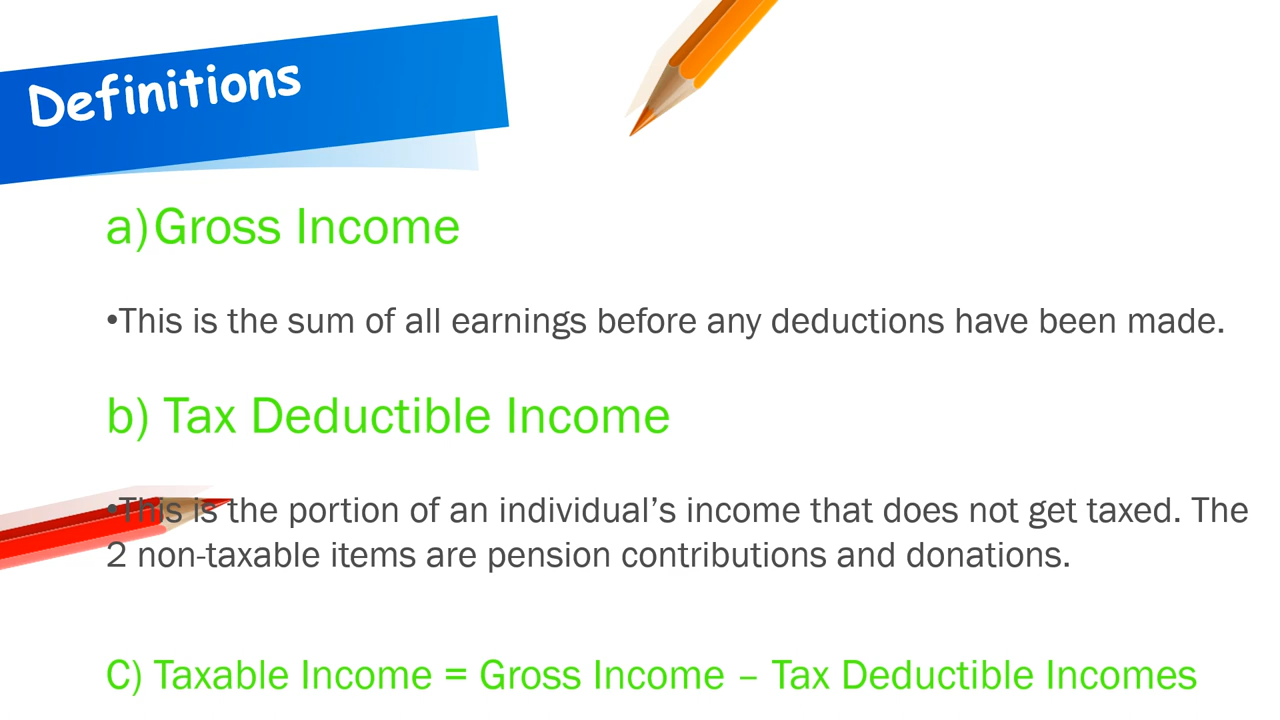 Definitions
a) Gross Income
•This is the sum of all earnings before any deductions have been made.
b) Tax Deductible Income
•This is the portion of an individual’s income that does not get taxed. The
2 non-taxable items are pension contributions and donations.
C) Taxable Income = Gross Income – Tax Deductible Incomes